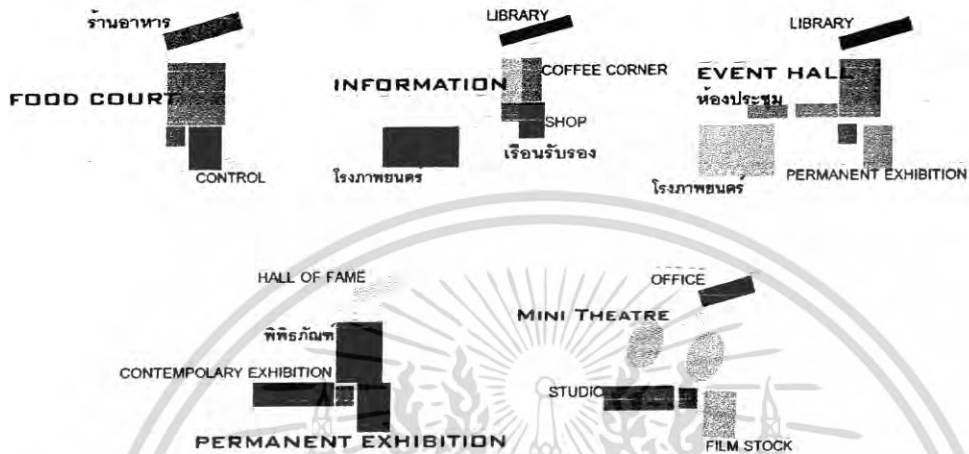 ร้านอาหาร
FOOD COURT
CONTROL
LIBRARY
INFORMATION
COFFEE CORNER
SHOP
เรือนรับรอง
โรงภาพยนตร์
LIBRARY
EVENT HALL
ห้องประชุม
โรงภาพยนตร์
PERMANENT EXHIBITION
HALL OF FAME
พิพิธภัณฑ์
CONTEMPOLARY EXHIBITION
PERMANENT EXHIBITION
OFFICE
MINI THEATRE
STUDIO
FILM STOCK